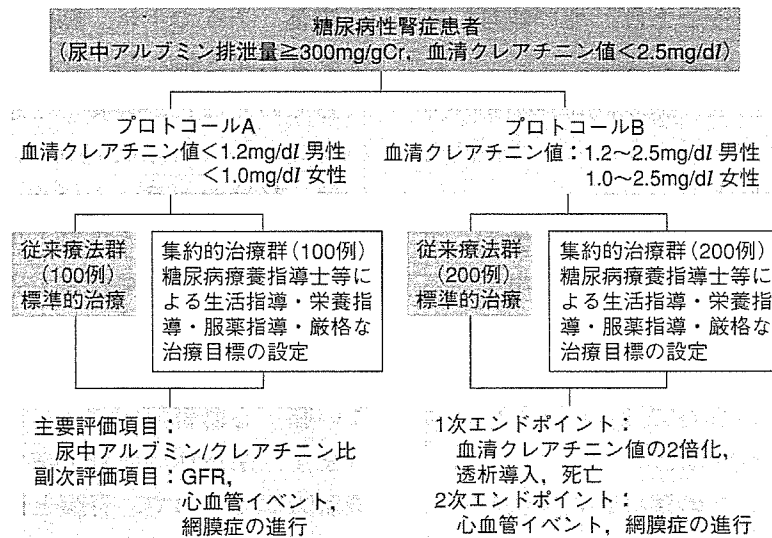 糖尿病性腎症患者
(尿中アルブミン排泄量≧300mg/gCr, 血清クレアチニン値<2.5mg/dl)
プロトコールA
血清クレアチニン値<1.2mg/dl 男性
<1.0mg/dl 女性
従来療法群
(100例)
標準的治療
集約的治療群(100例)
糖尿病療養指導士等に
よる生活指導・栄養指
導・服薬指導・厳格な
治療目標の設定
主要評価項目:
尿中アルブミン/クレアチニン比
副次評価項目:GFR,
心血管イベント,
網膜症の進行
プロトコールB
血清クレアチニン値:1.2〜2.5mg/dl 男性
1.0〜2.5mg/dl 女性
従来療法群
(200例)
標準的治療
集約的治療群(200例)
糖尿病療養指導士等に
よる生活指導・栄養指
導・服薬指導・厳格な
治療目標の設定
1次エンドポイント:
血清クレアチニン値の2倍化,
透析導入, 死亡
2次エンドポイント:
心血管イベント, 網膜症の進行